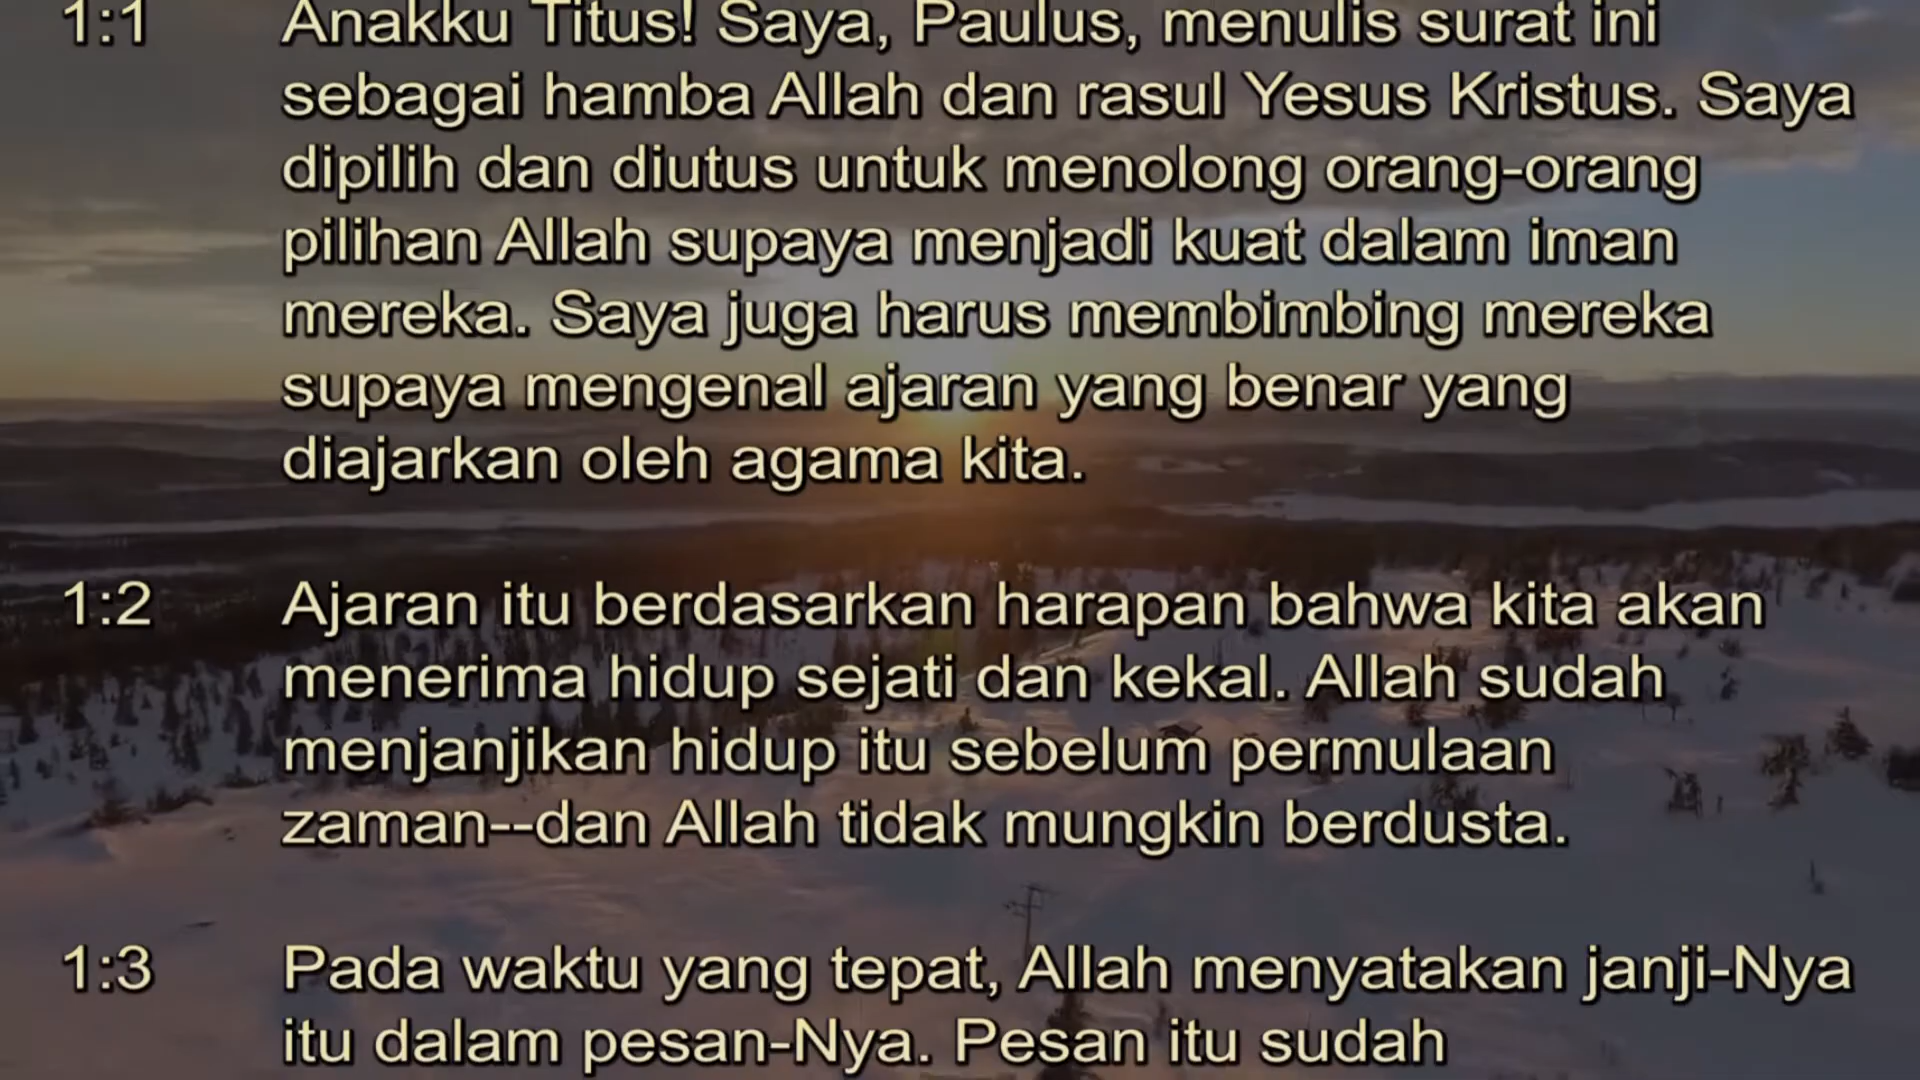 1:1 Anakku Titus! Saya, Paulus, menulis surat ini
sebagai hamba Allah dan rasul Yesus Kristus. Saya
dipilih dan diutus untuk menolong orang-orang
pilihan Allah supaya menjadi kuat dalam iman
mereka. Saya juga harus membimbing mereka
supaya mengenal ajaran yang benar yang
diajarkan oleh agama kita.
1:2 Ajaran itu berdasarkan harapan bahwa kita akan
menerima hidup sejati dan kekal. Allah sudah
menjanjikan hidup itu sebelum permulaan
zaman--dan Allah tidak mungkin berdusta.
1:3 Pada waktu yang tepat, Allah menyatakan janji-Nya
itu dalam pesan-Nya. Pesan itu sudah